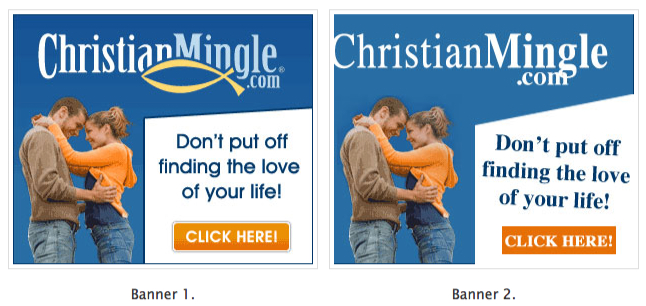 ChristianMingle®
.com
Don't put off
finding the love
of your life!
CLICK HERE!
Banner 1.
ChristianMingle
.com
Don't put off
finding the love
of your life!
CLICK HERE!
Banner 2.